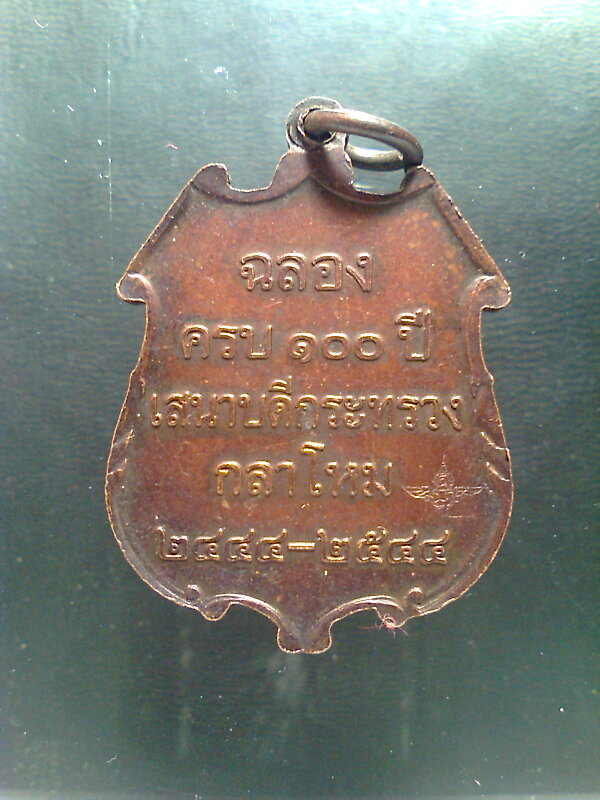 ฉลอง
ครบ ๑๐๐ ปี
เสนาบดีกระทรวง
กลาโหม
๒๔๔๔-๒๕๔๔